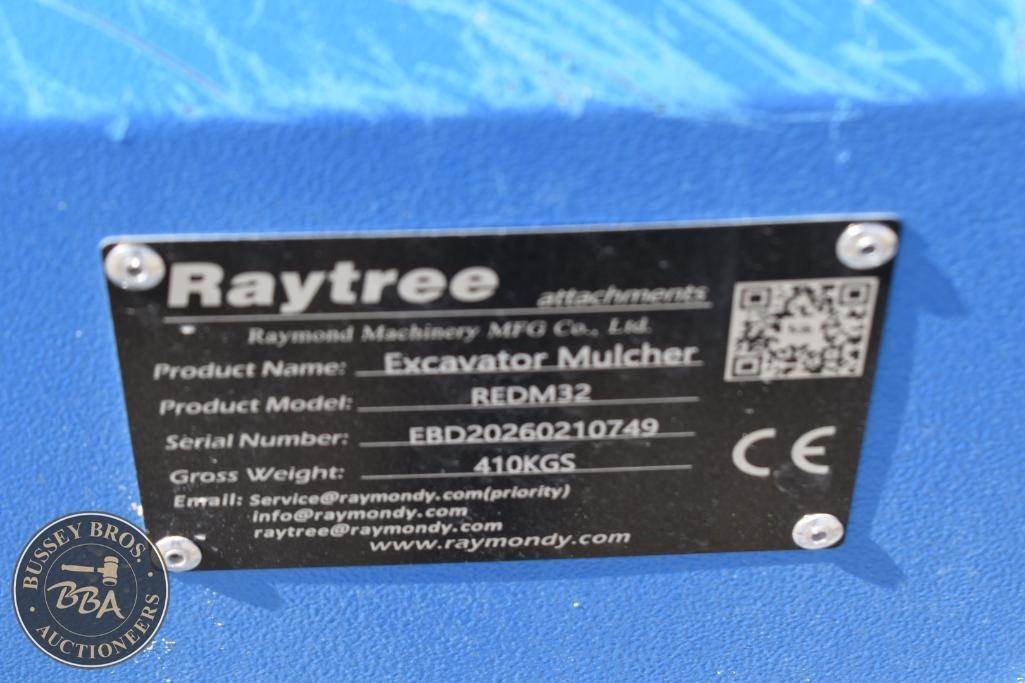 Raytree attachments
Raymond Machinery MFG Co., Ltd.
Product Name: Excavator Mulcher
Product Model: REDM32
Serial Number: EBD20260210749
Gross Weight: 410KGS
Email: Service@raymondy.com(priority)
info@raymondy.com
raytree@raymondy.com
www.raymondy.com
CE
BUSSEY BROS.
BBA
AUCTIONEERS